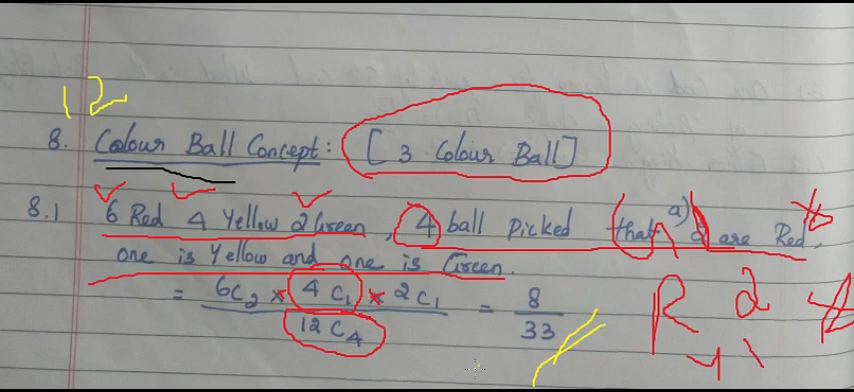 12
8. Colour Ball Concept: [3 Colour Ball]
8.1 6 Red 4 Yellow 2 Green, 4 ball Picked that a) 2 are Red,
one is Yellow and one is Green.
= 6C₂ × 4C₁ × 2C₁ / 12C₄ = 8/33
R 2
Y 1